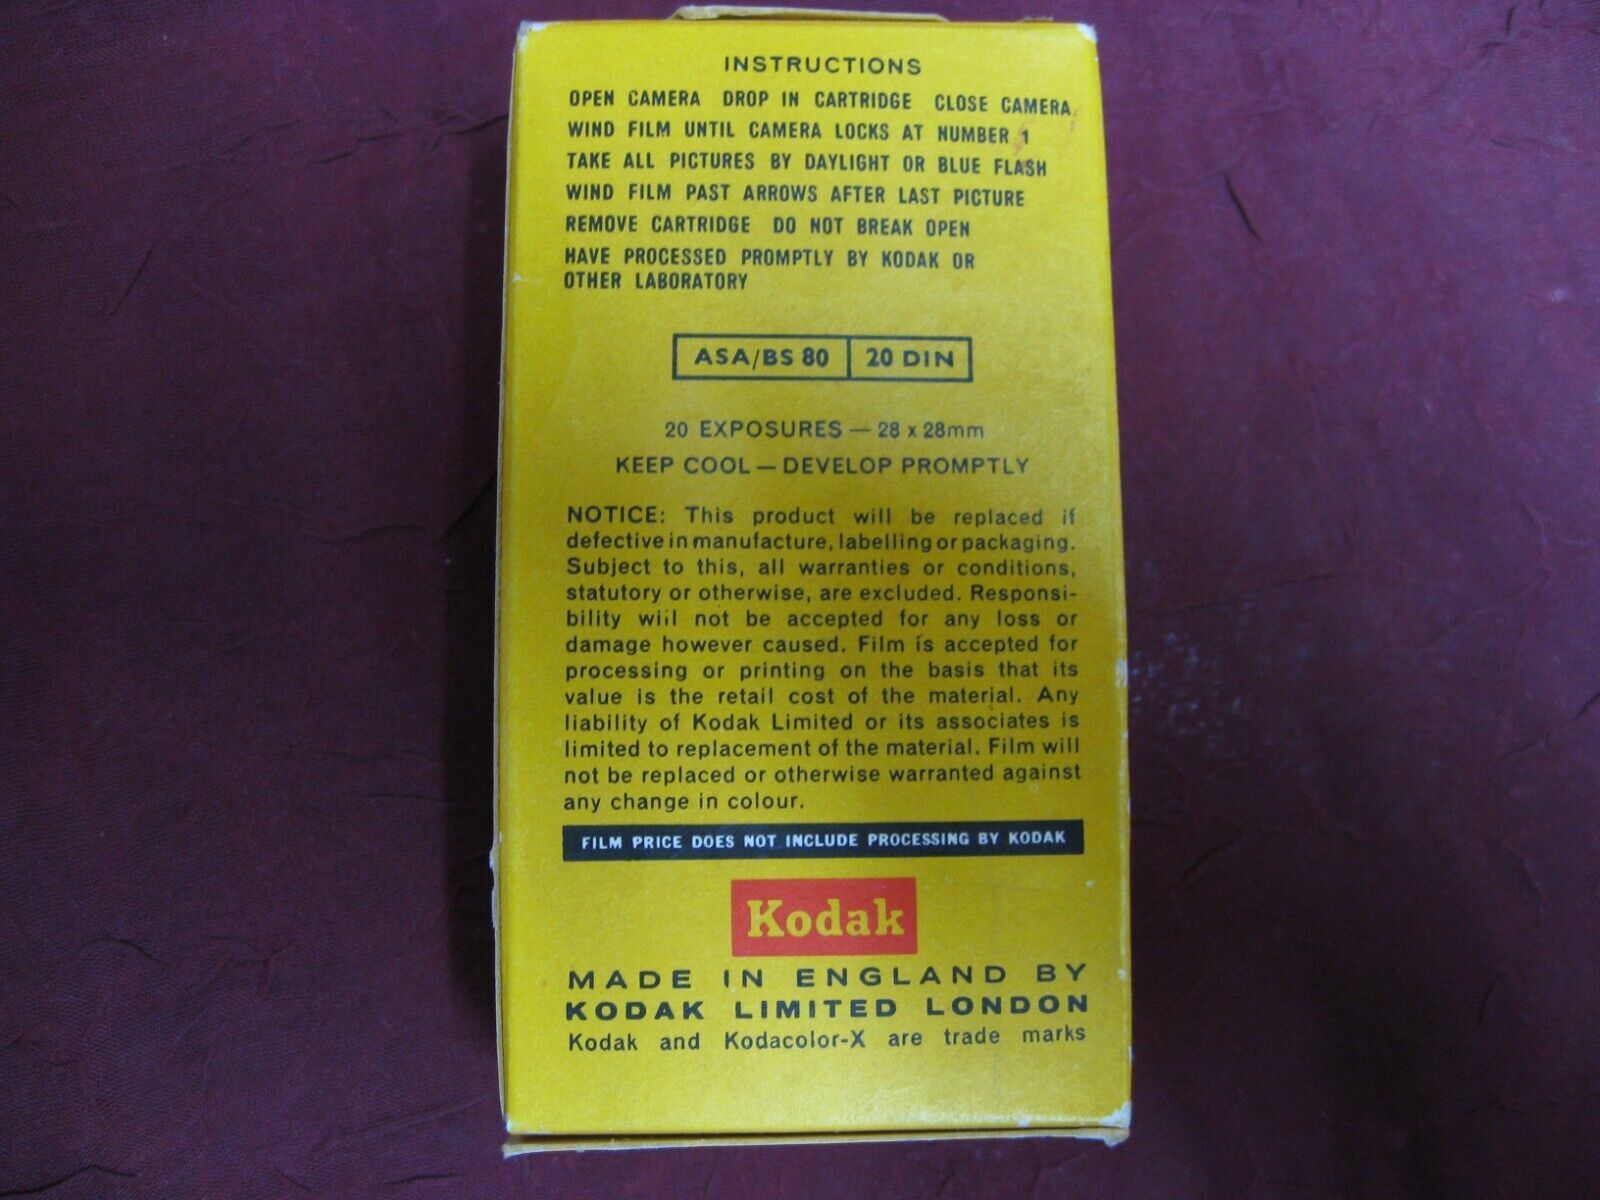 INSTRUCTIONS
OPEN CAMERA DROP IN CARTRIDGE CLOSE CAMERA
WIND FILM UNTIL CAMERA LOCKS AT NUMBER 1
TAKE ALL PICTURES BY DAYLIGHT OR BLUE FLASH
WIND FILM PAST ARROWS AFTER LAST PICTURE
REMOVE CARTRIDGE DO NOT BREAK OPEN
HAVE PROCESSED PROMPTLY BY KODAK OR
OTHER LABORATORY
ASA/BS 80 20 DIN
20 EXPOSURES — 28 x 28mm
KEEP COOL — DEVELOP PROMPTLY
NOTICE: This product will be replaced if
defective in manufacture, labelling or packaging.
Subject to this, all warranties or conditions,
statutory or otherwise, are excluded. Responsi-
bility will not be accepted for any loss or
damage however caused. Film is accepted for
processing or printing on the basis that its
value is the retail cost of the material. Any
liability of Kodak Limited or its associates is
limited to replacement of the material. Film will
not be replaced or otherwise warranted against
any change in colour.
FILM PRICE DOES NOT INCLUDE PROCESSING BY KODAK
Kodak
MADE IN ENGLAND BY
KODAK LIMITED LONDON
Kodak and Kodacolor-X are trade marks